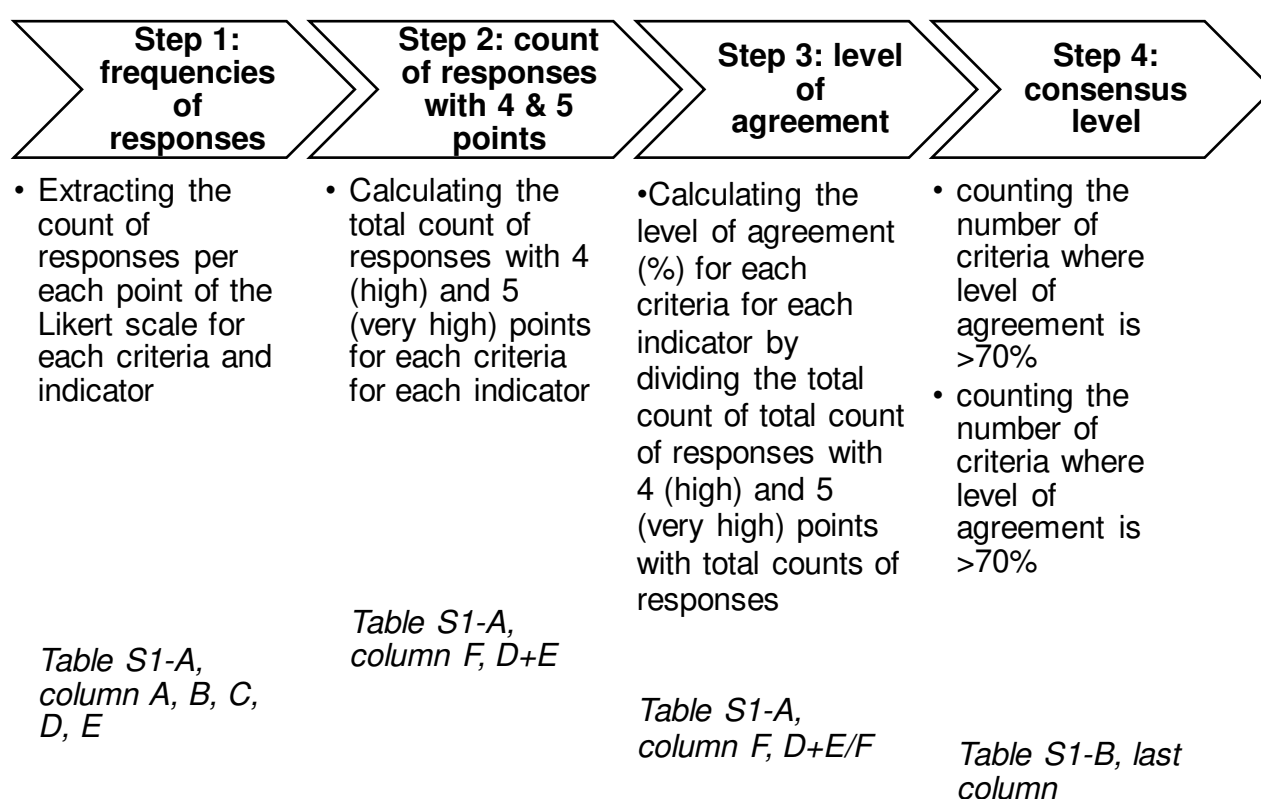 Step 1:
frequencies
of
responses
Step 2: count
of responses
with 4 & 5
points
Step 3: level
of
agreement
Step 4:
consensus
level
• Extracting the
count of
responses per
each point of the
Likert scale for
each criteria and
indicator
Table S1-A,
column A, B, C,
D, E
• Calculating the
total count of
responses with 4
(high) and 5
(very high) points
for each criteria
for each indicator
Table S1-A,
column F, D+E
•Calculating the
level of agreement
(%) for each
criteria for each
indicator by
dividing the total
count of total count
of responses with
4 (high) and 5
(very high) points
with total counts of
responses
Table S1-A,
column F, D+E/F
• counting the
number of
criteria where
level of
agreement is
>70%
• counting the
number of
criteria where
level of
agreement is
>70%
Table S1-B, last
column